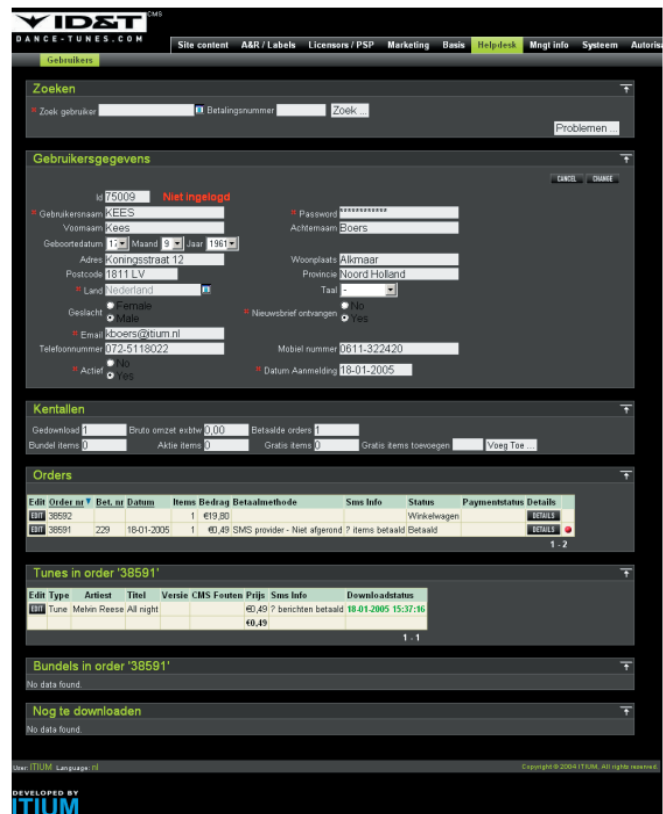 ID&T CMS
DANCE-TUNES.COM
Site content A&R / Labels Licensors / PSP Marketing Basis Helpdesk Mngt info Systeem Autoris
Gebruikers
Zoeken
Zoek gebruiker Betalingsnummer Zoek ...
Problemen ...
Gebruikersgegevens
CANCEL CHANGE
Id 75009 Niet ingelogd
Gebruikersnaam KEES Password ************
Voornaam Kees Achternaam Boers
Geboortedatum Maand 9 Jaar 1961
Adres Koningsstraat 12 Woonplaats Alkmaar
Postcode 1811 LV Provincie Noord Holland
Land Nederland Taal -
Geslacht Female Nieuwsbrief ontvangen No
Male Yes
Email kboers@itium.nl
Telefoonnummer 072-5118022 Mobiel nummer 0611-322420
Actief No Datum Aanmelding 18-01-2005
Yes
Kentallen
Gedownload 1 Bruto omzet exbtw 0,00 Betaalde orders 1
Bundel items 0 Aktie items 0 Gratis items 0 Gratis items toevoegen Voeg Toe ...
Orders
Edit Order nr Bet. nr Datum Items Bedrag Betaalmethode Sms Info Status Paymentstatus Details
EDIT 38592 1 €19,80 Winkelwagen DETAILS
EDIT 38591 229 18-01-2005 1 €0,49 SMS provider - Niet afgerond ? items betaald Betaald DETAILS
1 - 2
Tunes in order '38591'
Edit Type Artiest Titel Versie CMS Fouten Prijs Sms Info Downloadstatus
EDIT Tune Melvin Reese All night €0,49 ? berichten betaald 18-01-2005 15:37:16
€0,49
1 - 1
Bundels in order '38591'
No data found.
Nog te downloaden
No data found.
User: ITIUM Language: nl Copyright © 2004 ITIUM, All rights reserved.
DEVELOPED BY
ITIUM